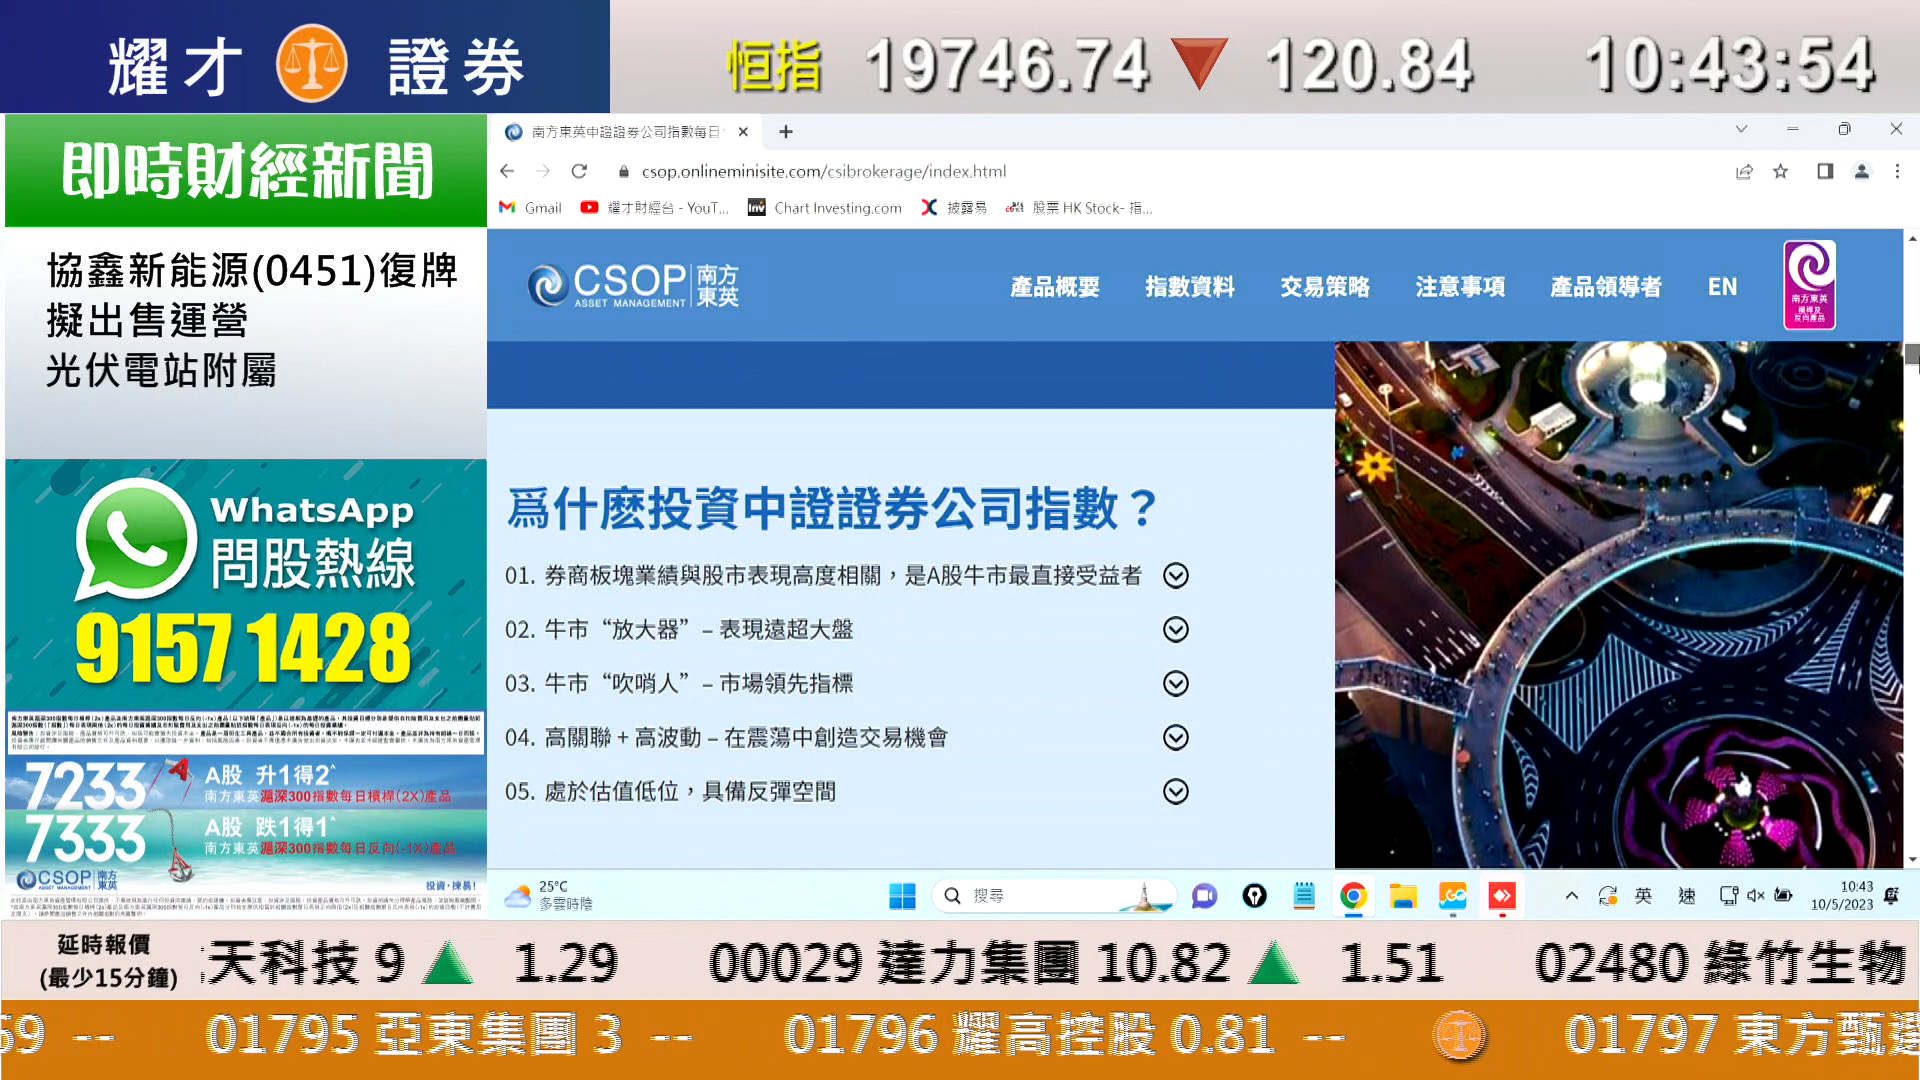 耀才 證券
恒指 19746.74 120.84 10:43:54
即時財經新聞
協鑫新能源(0451)復牌
擬出售運營
光伏電站附屬
WhatsApp
問股熱線
9157 1428
7233 A股 升1得2^
南方東英滬深300指數每日槓桿(2X)產品
7333 A股 跌1得1^
南方東英滬深300指數每日反向(-1X)產品
CSOP 南方東英
ASSET MANAGEMENT
投資·揀易!
南方東英中證證券公司指數每日
csop.onlineminisite.com/csibrokerage/index.html
Gmail 耀才財經台 - YouT... Chart Investing.com 披露易 股票 HK Stock- 指...
CSOP 南方東英
ASSET MANAGEMENT
產品概要 指數資料 交易策略 注意事項 產品領導者 EN
南方東英
槓桿及
反向產品
爲什麽投資中證證券公司指數？
01. 券商板塊業績與股市表現高度相關，是A股牛市最直接受益者
02. 牛市“放大器” – 表現遠超大盤
03. 牛市“吹哨人” – 市場領先指標
04. 高關聯 + 高波動 – 在震蕩中創造交易機會
05. 處於估值低位，具備反彈空間
25°C
多雲時陰
搜尋
英 速
10:43
10/5/2023
延時報價
(最少15分鐘)
天科技 9 1.29 00029 達力集團 10.82 1.51 02480 綠竹生物
69 -- 01795 亞東集團 3 -- 01796 耀高控股 0.81 -- 01797 東方甄選